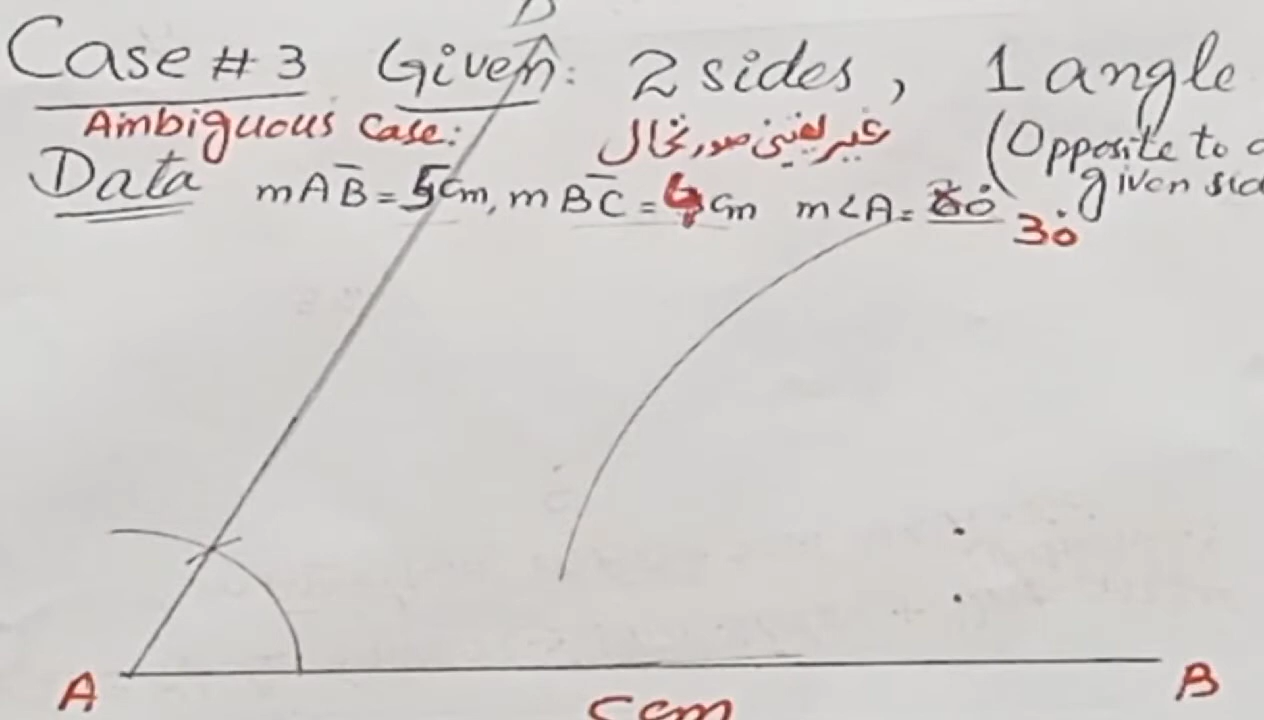 D
Case # 3 Given: 2 sides, 1 angle
Ambiguous Case: غیر یقینی صورتحال (Opposite to
given
Data mAB = 5cm, mBC = 4cm m∠A = 60° 30°
A 5cm B